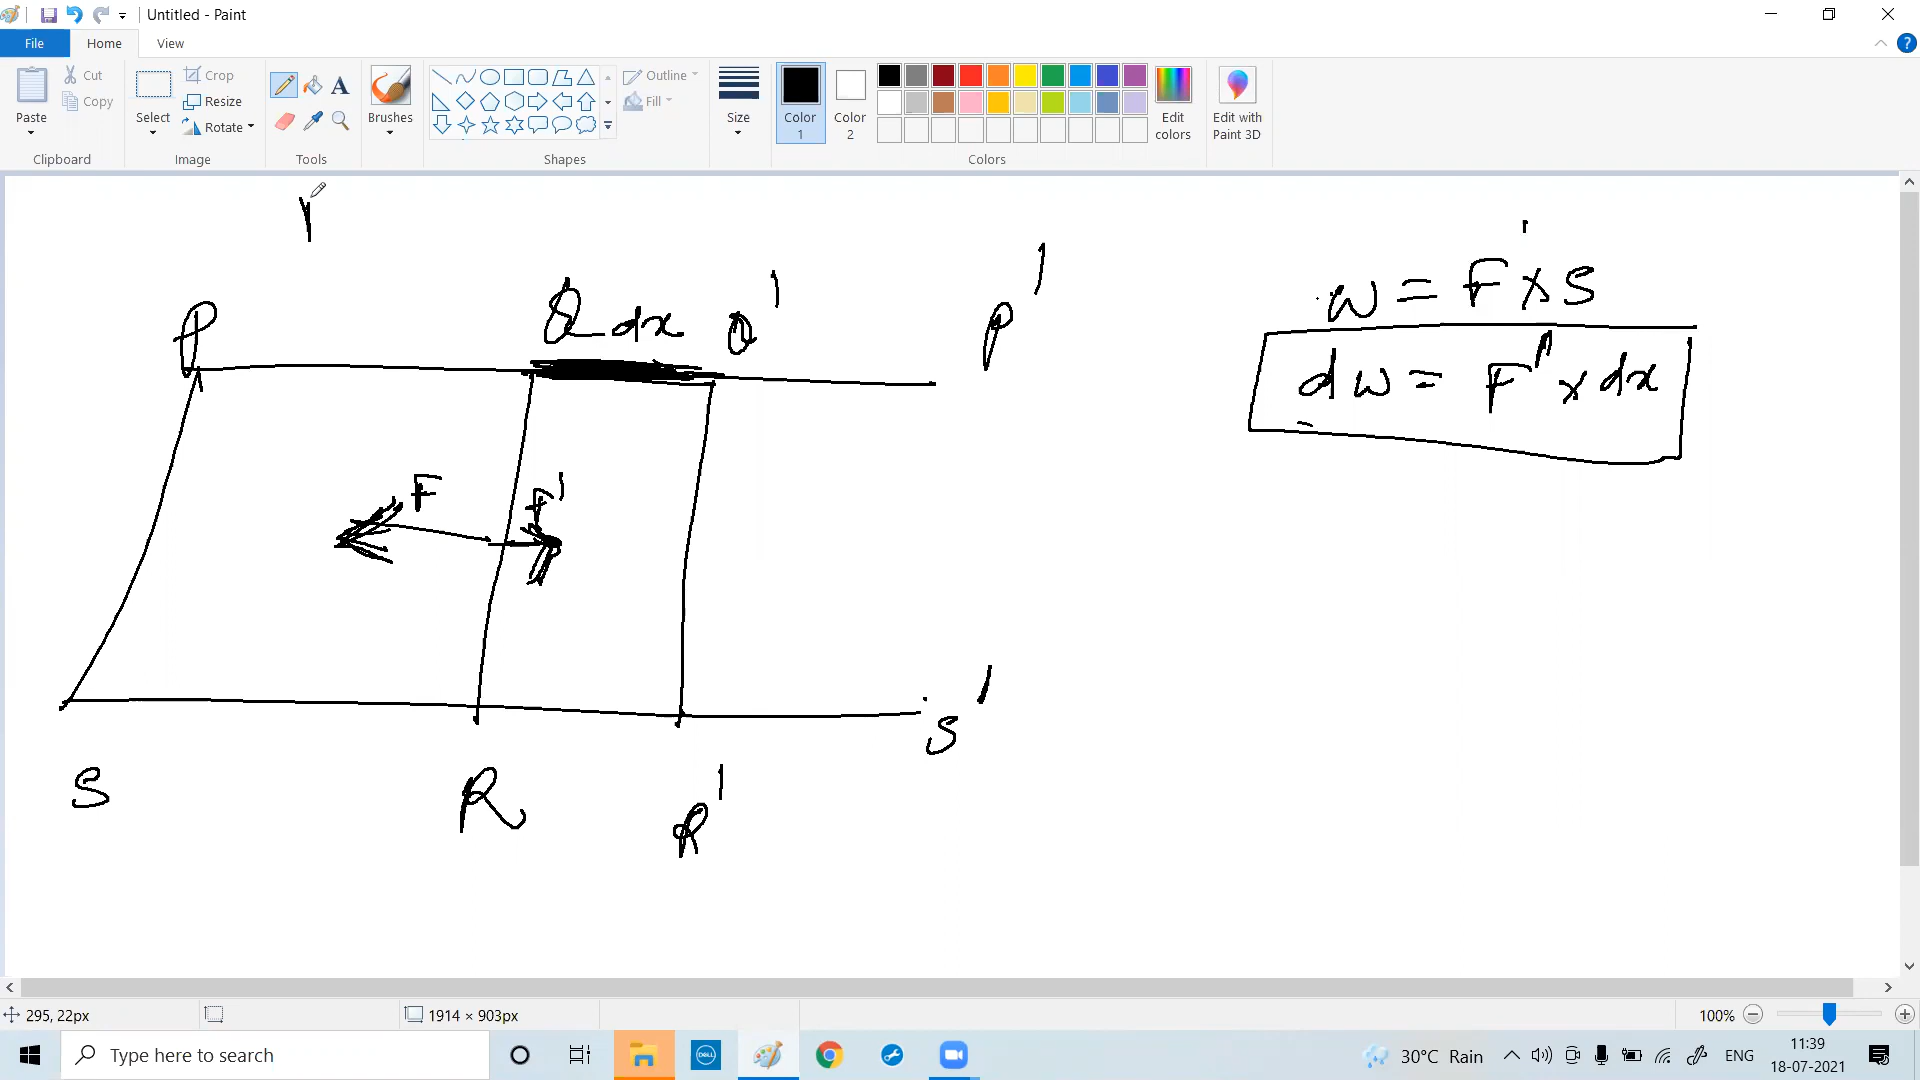 Untitled - Paint
File Home View
Paste
Cut
Copy
Clipboard
Select
Crop
Resize
Rotate
Image
A
Tools
Brushes
Shapes
Outline
Fill
Size
Color 1
Color 2
Edit colors
Colors
Edit with Paint 3D
P Q dx Q' P'
F F'
S R R' S'
w = F x S
dw = F' x dx
295, 22px
1914 × 903px
100%
Type here to search
DELL
30°C Rain
ENG
11:39
18-07-2021